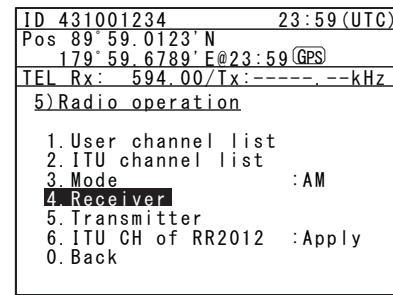 ID 431001234 23:59(UTC)
Pos 89°59.0123'N
179°59.6789'E@23:59 GPS
TEL Rx: 594.00/Tx:-----.--kHz
5)Radio operation
1.User channel list
2.ITU channel list
3.Mode :AM
4.Receiver
5.Transmitter
6.ITU CH of RR2012 :Apply
0.Back